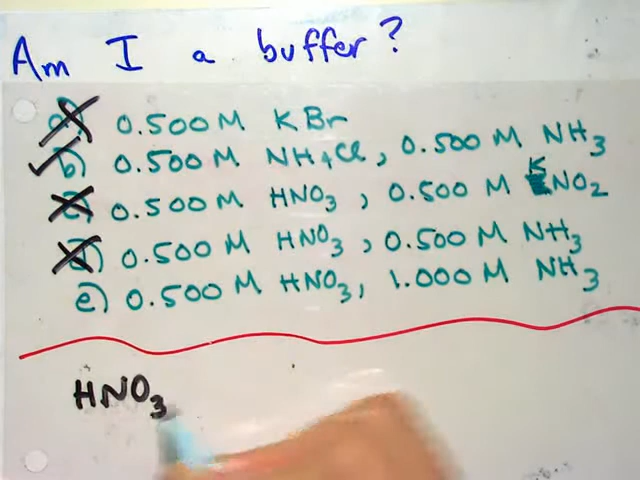 Am I a buffer?
a) 0.500 M KBr
b) 0.500 M NH4Cl, 0.500 M NH3
c) 0.500 M HNO3, 0.500 M KNO2
d) 0.500 M HNO3, 0.500 M NH3
e) 0.500 M HNO3, 1.000 M NH3
HNO3